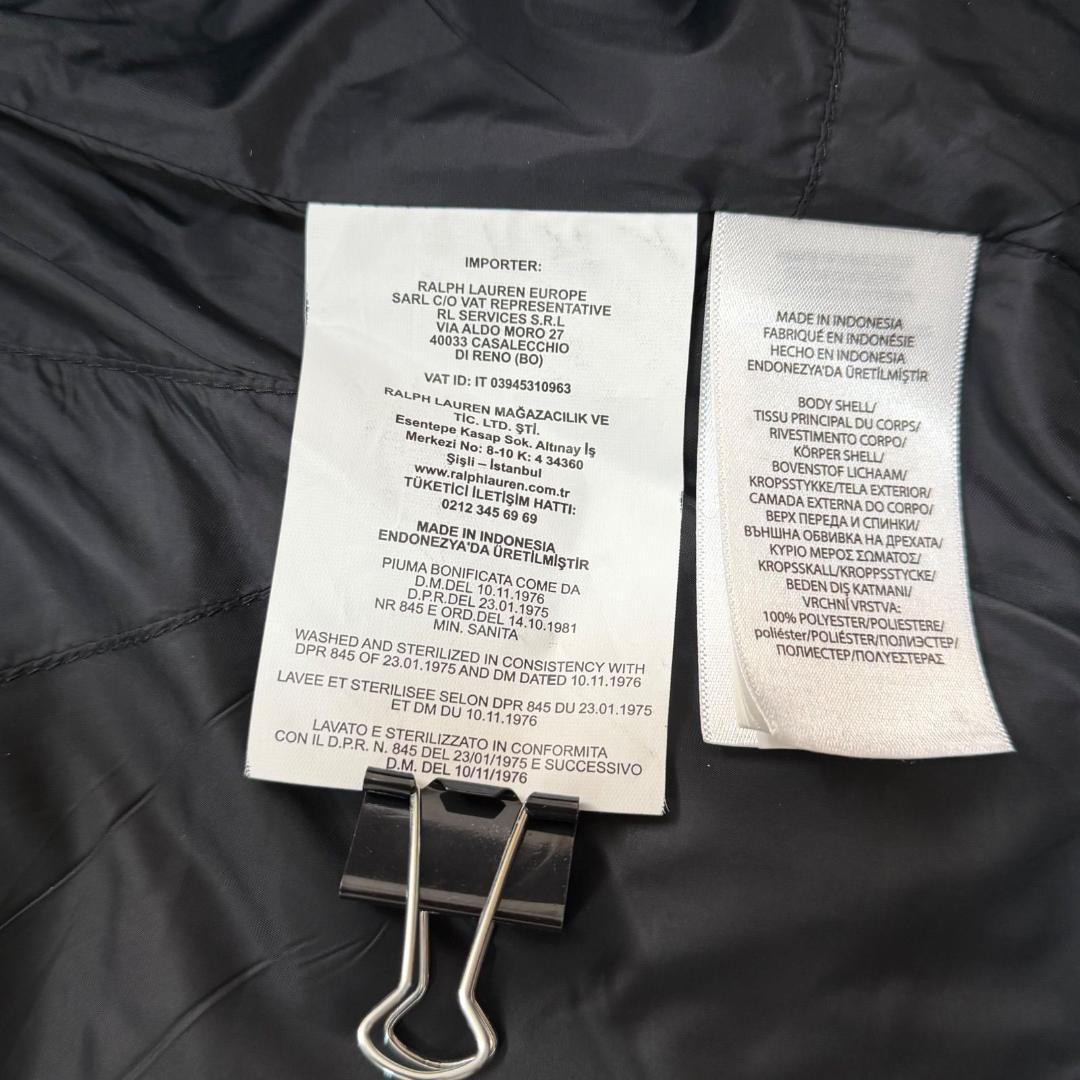 IMPORTER:
RALPH LAUREN EUROPE
SARL C/O VAT REPRESENTATIVE
RL SERVICES S.R.L
VIA ALDO MORO 27
40033 CASALECCHIO
DI RENO (BO)
VAT ID: IT 03945310963
RALPH LAUREN MAĞAZACILIK VE
TİC. LTD. ŞTİ.
Esentepe Kasap Sok. Altınay İş
Merkezi No: 8-10 K: 4 34360
Şişli – İstanbul
www.ralphlauren.com.tr
TÜKETİCİ İLETİŞİM HATTI:
0212 345 69 69
MADE IN INDONESIA
ENDONEZYA'DA ÜRETİLMİŞTİR
PIUMA BONIFICATA COME DA
D.M.DEL 10.11.1976
D.P.R.DEL 23.01.1975
NR 845 E ORD.DEL 14.10.1981
MIN. SANITA
WASHED AND STERILIZED IN CONSISTENCY WITH
DPR 845 OF 23.01.1975 AND DM DATED 10.11.1976
LAVEE ET STERILISEE SELON DPR 845 DU 23.01.1975
ET DM DU 10.11.1976
LAVATO E STERILIZZATO IN CONFORMITA
CON IL D.P.R. N. 845 DEL 23/01/1975 E SUCCESSIVO
D.M. DEL 10/11/1976
MADE IN INDONESIA
FABRIQUÉ EN INDONÉSIE
HECHO EN INDONESIA
ENDONEZYA'DA ÜRETİLMİŞTİR
BODY SHELL/
TISSU PRINCIPAL DU CORPS/
RIVESTIMENTO CORPO/
KÖRPER SHELL/
BOVENSTOF LICHAAM/
KROPSSTYKKE/TELA EXTERIOR/
CAMADA EXTERNA DO CORPO/
ВЕРХ ПЕРЕДА И СПИНКИ/
ВЪНШНА ОБВИВКА НА ДРЕХАТА/
ΚΥΡΙΟ ΜΕΡΟΣ ΣΩΜΑΤΟΣ/
KROPSSKALL/KROPPSSTYCKE/
BEDEN DIŞ KATMANI/
VRCHNÍ VRSTVA:
100% POLYESTER/POLIESTERE/
poliéster/POLIÉSTER/ПОЛИЭСТЕР/
ПОЛИЕСТЕР/ΠΟΛΥΕΣΤΕΡΑΣ